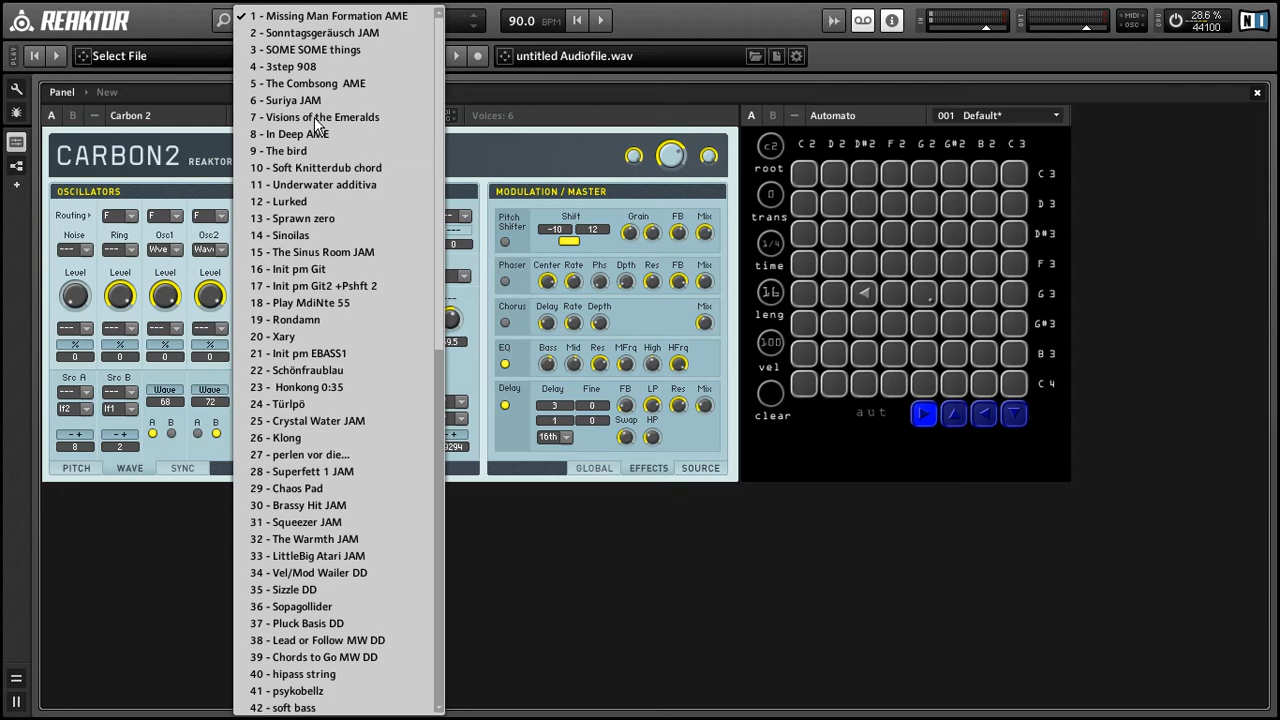 REAKTOR
90.0 BPM
IN
OUT
MIDI
OSC
CPU
28.6 %
44100
PLAY
Select File
untitled Audiofile.wav
Panel › New
A B Carbon 2
Voices: 6
A B Automato
001 Default*
1 - Missing Man Formation AME
2 - Sonntagsgeräusch JAM
3 - SOME SOME things
4 - 3step 908
5 - The Combsong AME
6 - Suriya JAM
7 - Visions of the Emeralds
8 - In Deep AME
9 - The bird
10 - Soft Knitterdub chord
11 - Underwater additiva
12 - Lurked
13 - Sprawn zero
14 - Sinoilas
15 - The Sinus Room JAM
16 - Init pm Git
17 - Init pm Git2 +Pshft 2
18 - Play MdiNte 55
19 - Rondamn
20 - Xary
21 - Init pm EBASS1
22 - Schönfraublau
23 - Honkong 0:35
24 - Türlpö
25 - Crystal Water JAM
26 - Klong
27 - perlen vor die...
28 - Superfett 1 JAM
29 - Chaos Pad
30 - Brassy Hit JAM
31 - Squeezer JAM
32 - The Warmth JAM
33 - LittleBig Atari JAM
34 - Vel/Mod Wailer DD
35 - Sizzle DD
36 - Sopagollider
37 - Pluck Basis DD
38 - Lead or Follow MW DD
39 - Chords to Go MW DD
40 - hipass string
41 - psykobellz
42 - soft bass
CARBON2 REAKTOR
OSCILLATORS
Routing F F F
Noise Ring Osc1 Osc2
--- --- Wve Wave
Level Level Level Level
--- --- --- ---
% % %
0 0 0
Src A Src B Wave Wave
--- --- 68 72
lf2 lf1
A B A B
- + - +
8 2
PITCH WAVE SYNC
---
0
MODULATION / MASTER
Pitch Shifter Shift Grain FB Mix
-10 12
Phaser Center Rate Phs Dpth Res FB Mix
Chorus Delay Rate Depth Mix
EQ Bass Mid Res MFrq High HFrq
Delay Delay Fine FB LP Res Mix
3 0
1 0 Swap HP
16th
GLOBAL EFFECTS SOURCE
c2
root
0
trans
1/4
time
16
leng
100
vel
clear
C 2 D 2 D# 2 F 2 G 2 G# 2 B 2 C 3
C 3
D 3
D# 3
F 3
G 3
G# 3
B 3
C 4
aut